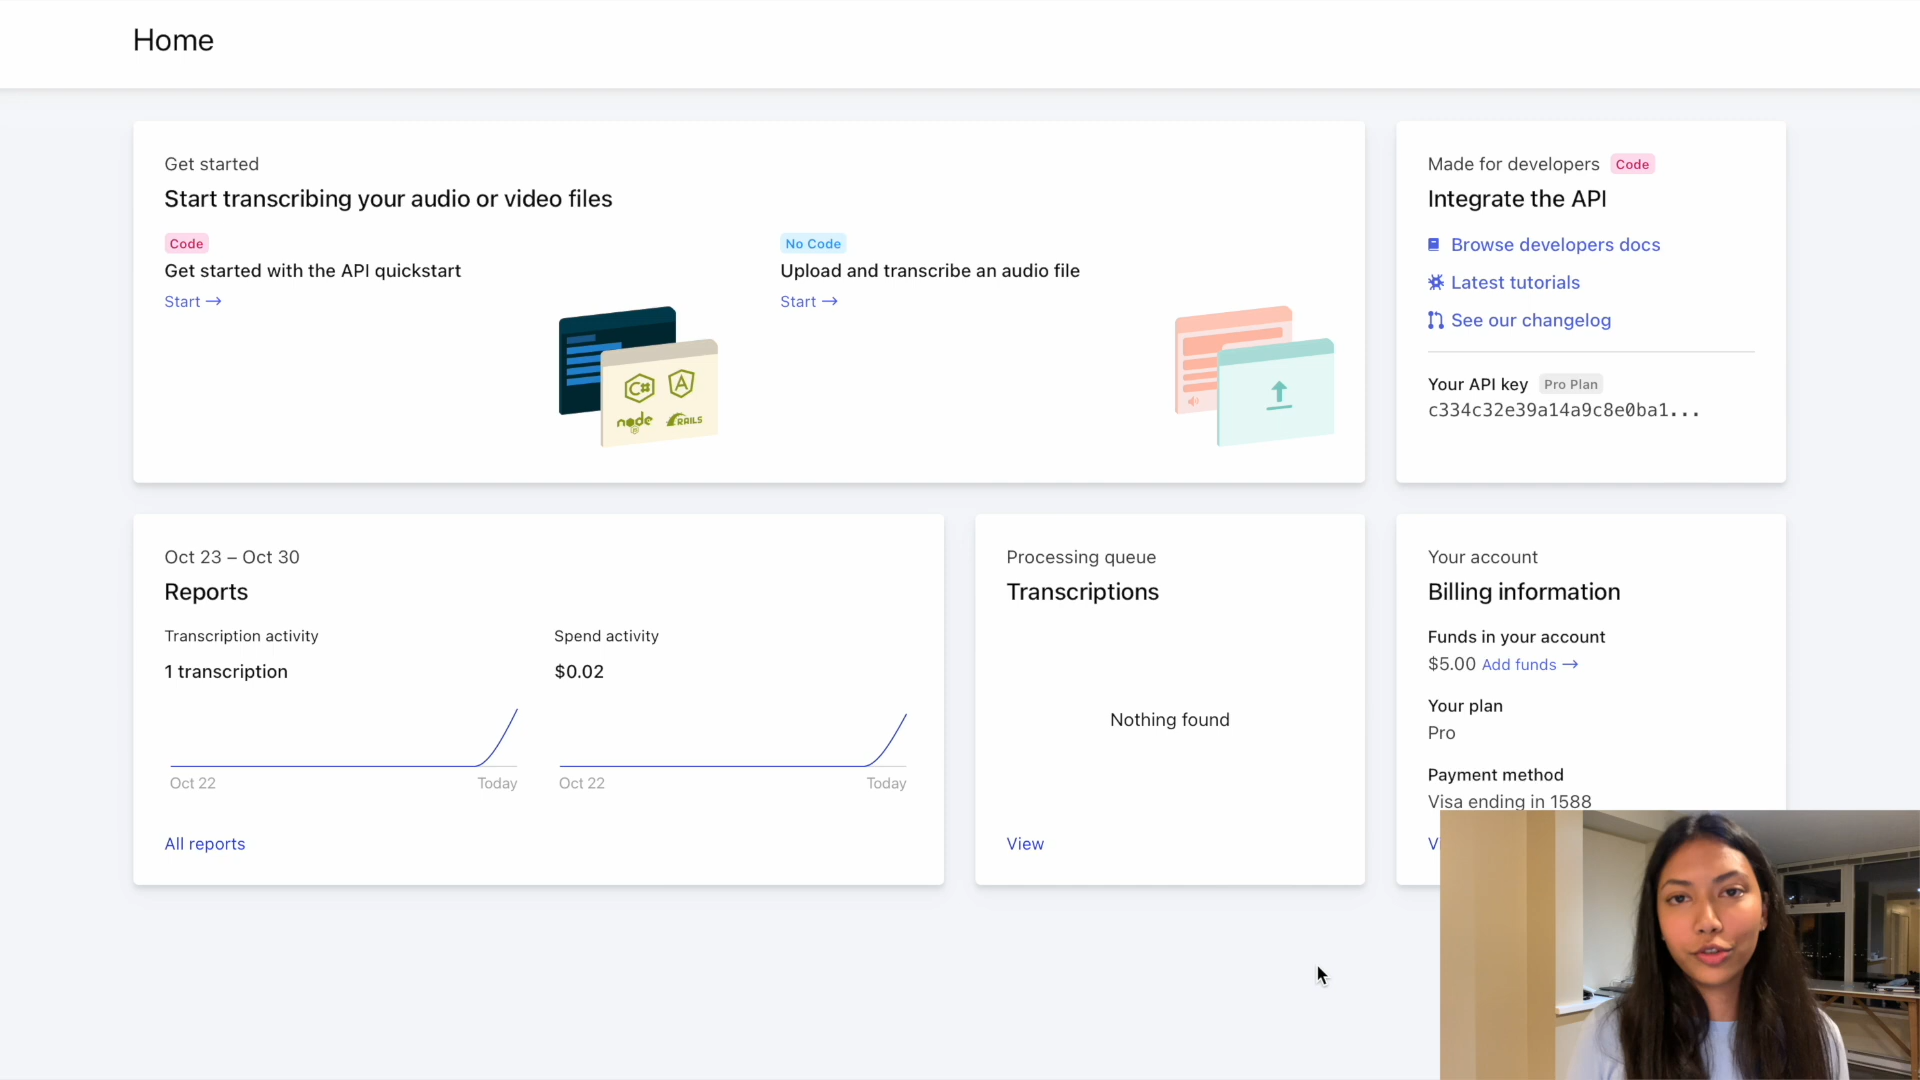 Home
Get started
Start transcribing your audio or video files
Code
Get started with the API quickstart
Start →
C#
A
node
RAILS
No Code
Upload and transcribe an audio file
Start →
Made for developers Code
Integrate the API
Browse developers docs
Latest tutorials
See our changelog
Your API key Pro Plan
c334c32e39a14a9c8e0ba1...
Oct 23 – Oct 30
Reports
Transcription activity
1 transcription
Oct 22 Today
Spend activity
$0.02
Oct 22 Today
All reports
Processing queue
Transcriptions
Nothing found
View
Your account
Billing information
Funds in your account
$5.00 Add funds →
Your plan
Pro
Payment method
Visa ending in 1588